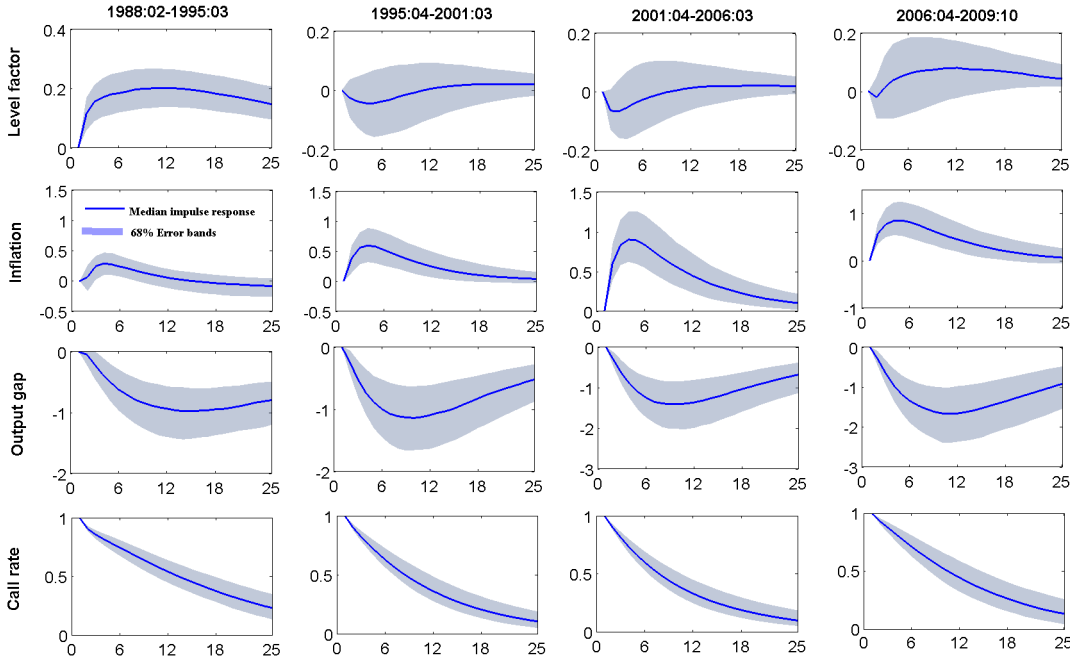 1988:02-1995:03
1995:04-2001:03
2001:04-2006:03
2006:04-2009:10
Level factor
0.4
0.2
0
0 6 12 18 25
0.2
0
-0.2
0 6 12 18 25
0.2
0
-0.2
0 6 12 18 25
0.2
0
-0.2
0 6 12 18 25
Inflation
1.5
1
0.5
0
-0.5
Median impulse response
68% Error bands
0 6 12 18 25
1.5
1
0.5
0
-0.5
0 6 12 18 25
1.5
1
0.5
0
0 6 12 18 25
1
0
-1
0 6 12 18 25
Output gap
0
-1
-2
0 6 12 18 25
0
-1
-2
0 6 12 18 25
0
-1
-2
-3
0 6 12 18 25
0
-1
-2
-3
0 6 12 18 25
Call rate
1
0.5
0
0 6 12 18 25
1
0.5
0
0 6 12 18 25
1
0.5
0
0 6 12 18 25
1
0.5
0
0 6 12 18 25